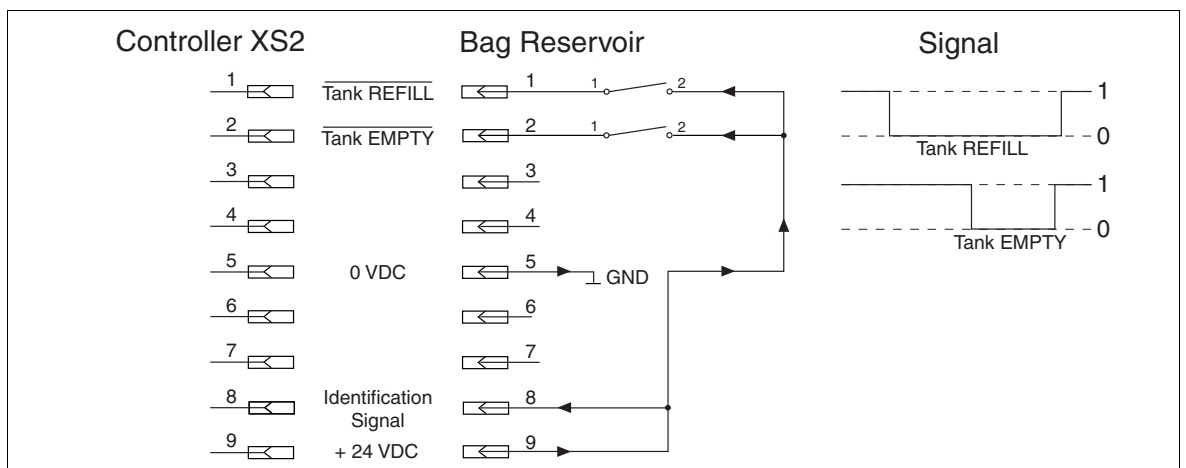 Controller XS2 Bag Reservoir Signal
1 Tank REFILL 1 1 2 1
0
Tank REFILL
2 Tank EMPTY 2 1 2
3 3 1
4 4 0
Tank EMPTY
5 0 VDC 5 GND
6 6
7 7
8 Identification Signal 8
9 + 24 VDC 9